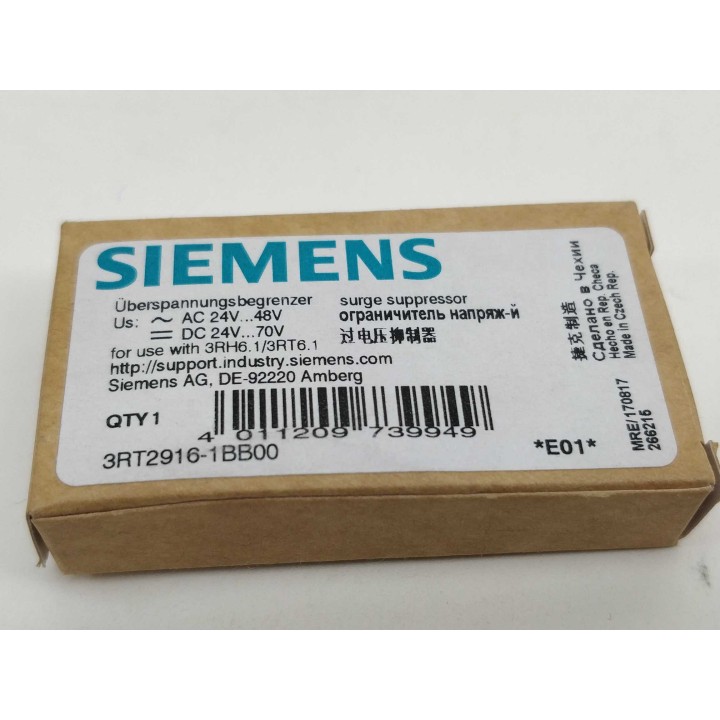 SIEMENS
Überspannungsbegrenzer
Us: ~ AC 24V...48V
= DC 24V...70V
for use with 3RH6.1/3RT6.1
http://support.industry.siemens.com
Siemens AG, DE-92220 Amberg
surge suppressor
ограничитель напряж-й
过电压抑制器
QTY 1
4 011209 739949
3RT2916-1BB00
*E01*
捷克制造
Сделано в Чехии
Hecho en Rep. Checa
Made in Czech Rep.
MRE/170817
266215